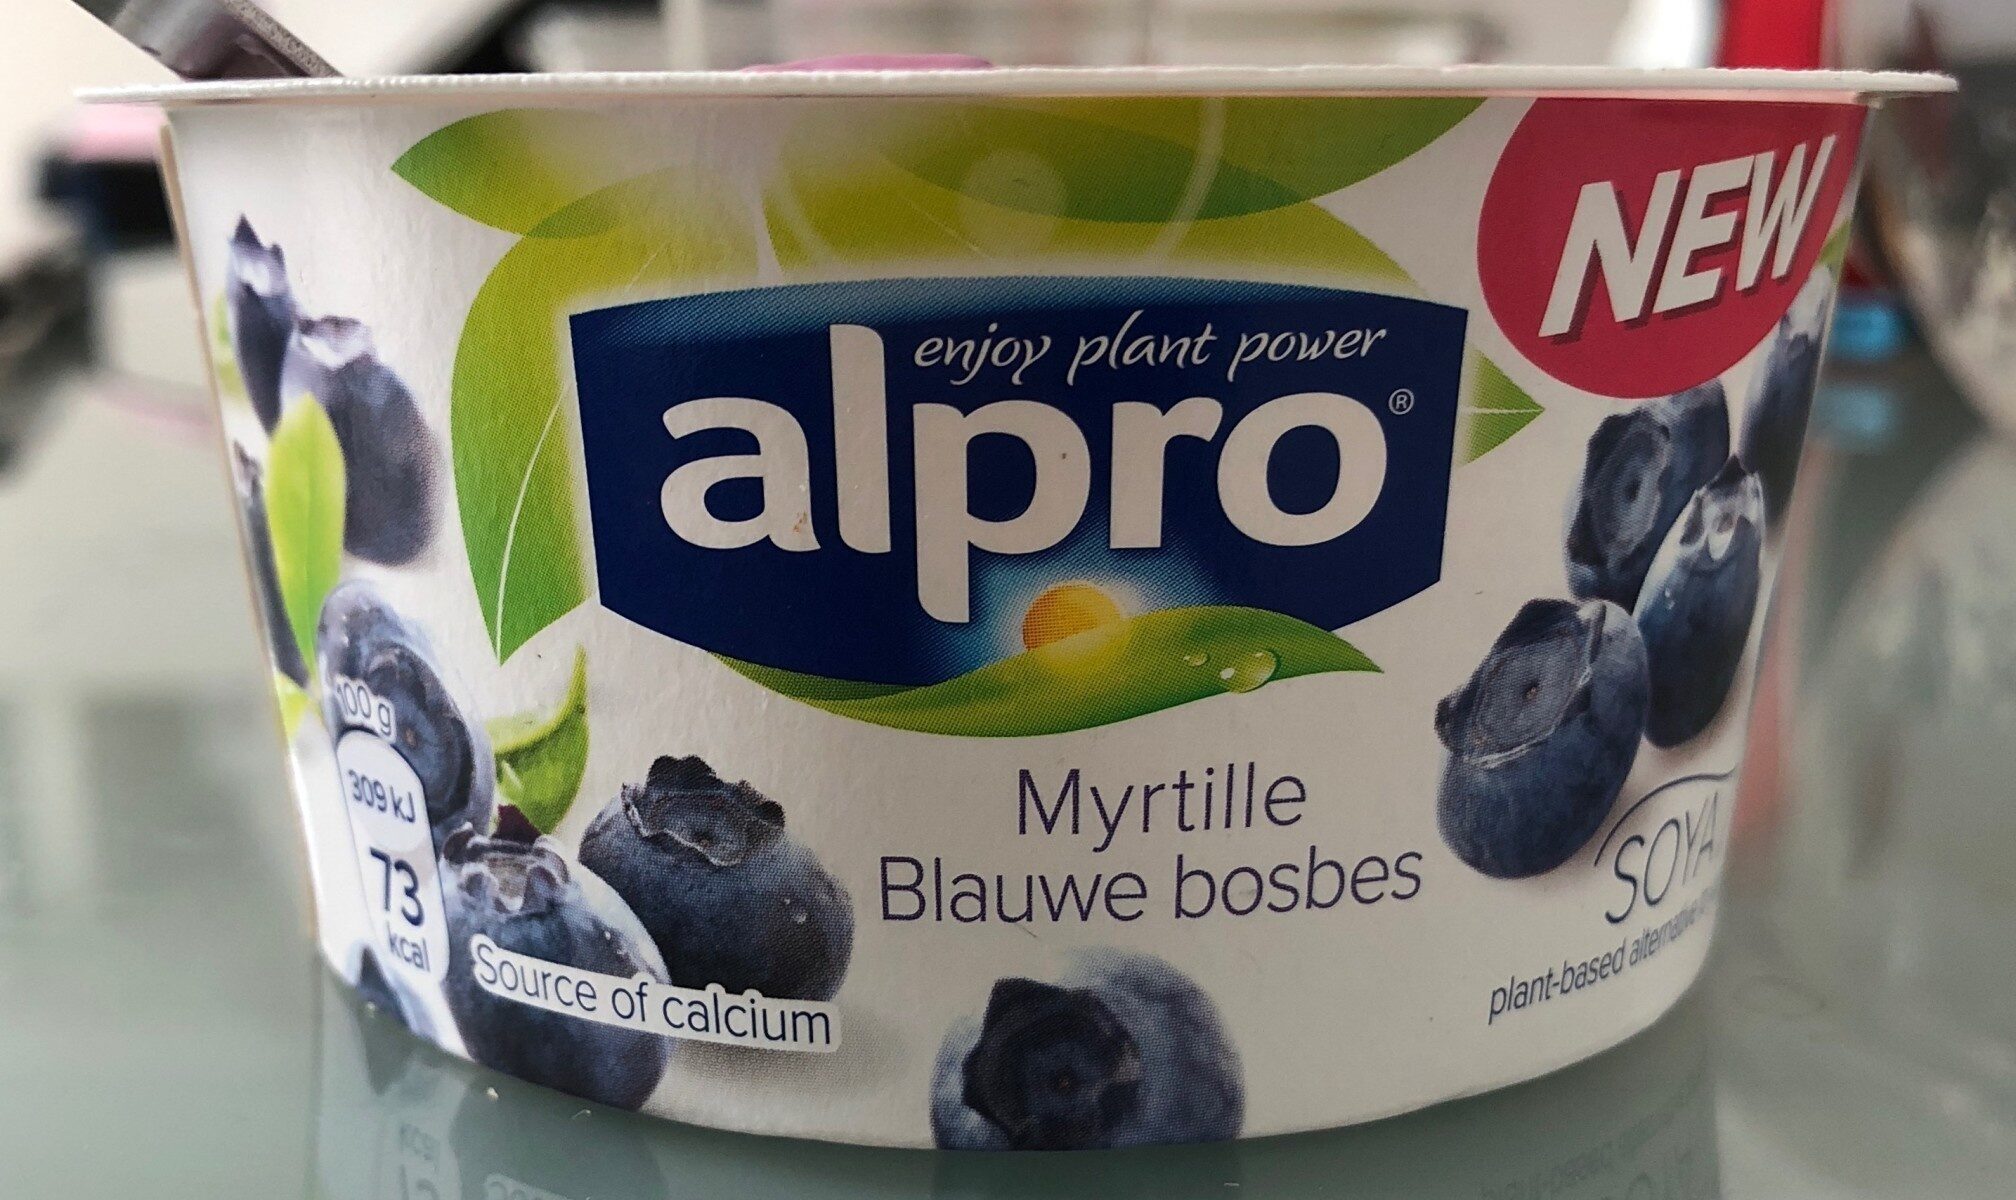 NEW
enjoy plant power
alpro®
100 g
309 kJ
73
kcal
Source of calcium
Myrtille
Blauwe bosbes
SOYA
plant-based